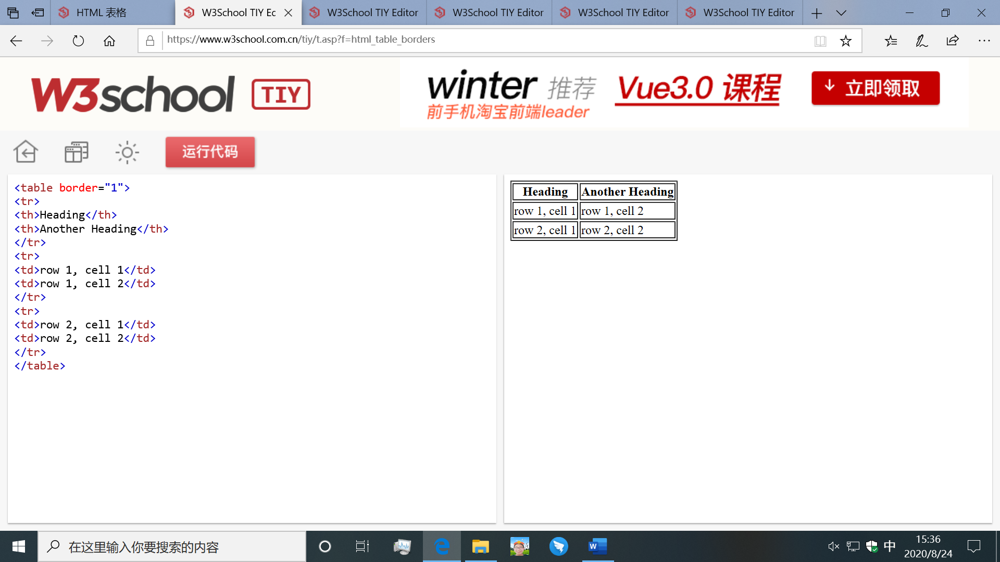 HTML 表格
W3School TIY Ec
W3School TIY Editor
W3School TIY Editor
W3School TIY Editor
W3School TIY Editor
https://www.w3school.com.cn/tiy/t.asp?f=html_table_borders
W3school TIY
winter 推荐
前手机淘宝前端leader
Vue3.0 课程
立即领取
运行代码
<table border="1">
<tr>
<th>Heading</th>
<th>Another Heading</th>
</tr>
<tr>
<td>row 1, cell 1</td>
<td>row 1, cell 2</td>
</tr>
<tr>
<td>row 2, cell 1</td>
<td>row 2, cell 2</td>
</tr>
</table>
Heading Another Heading
row 1, cell 1 row 1, cell 2
row 2, cell 1 row 2, cell 2
在这里输入你要搜索的内容
W
中
15:36
2020/8/24